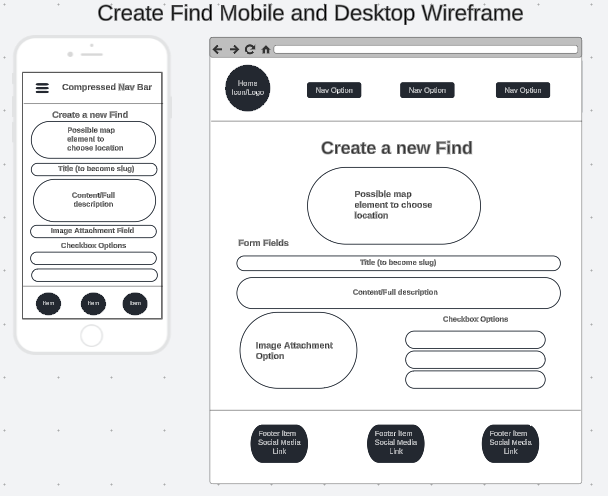 Create Find Mobile and Desktop Wireframe
Compressed Nav Bar
Create a new Find
Possible map
element to
choose location
Title (to become slug)
Content/Full
description
Image Attachment Field
Checkbox Options
Item
Item
Item
Home
Icon/Logo
Nav Option
Nav Option
Nav Option
Create a new Find
Possible map
element to choose
location
Form Fields
Title (to become slug)
Content/Full description
Image Attachment
Option
Checkbox Options
Footer Item
Social Media
Link
Footer Item
Social Media
Link
Footer Item
Social Media
Link